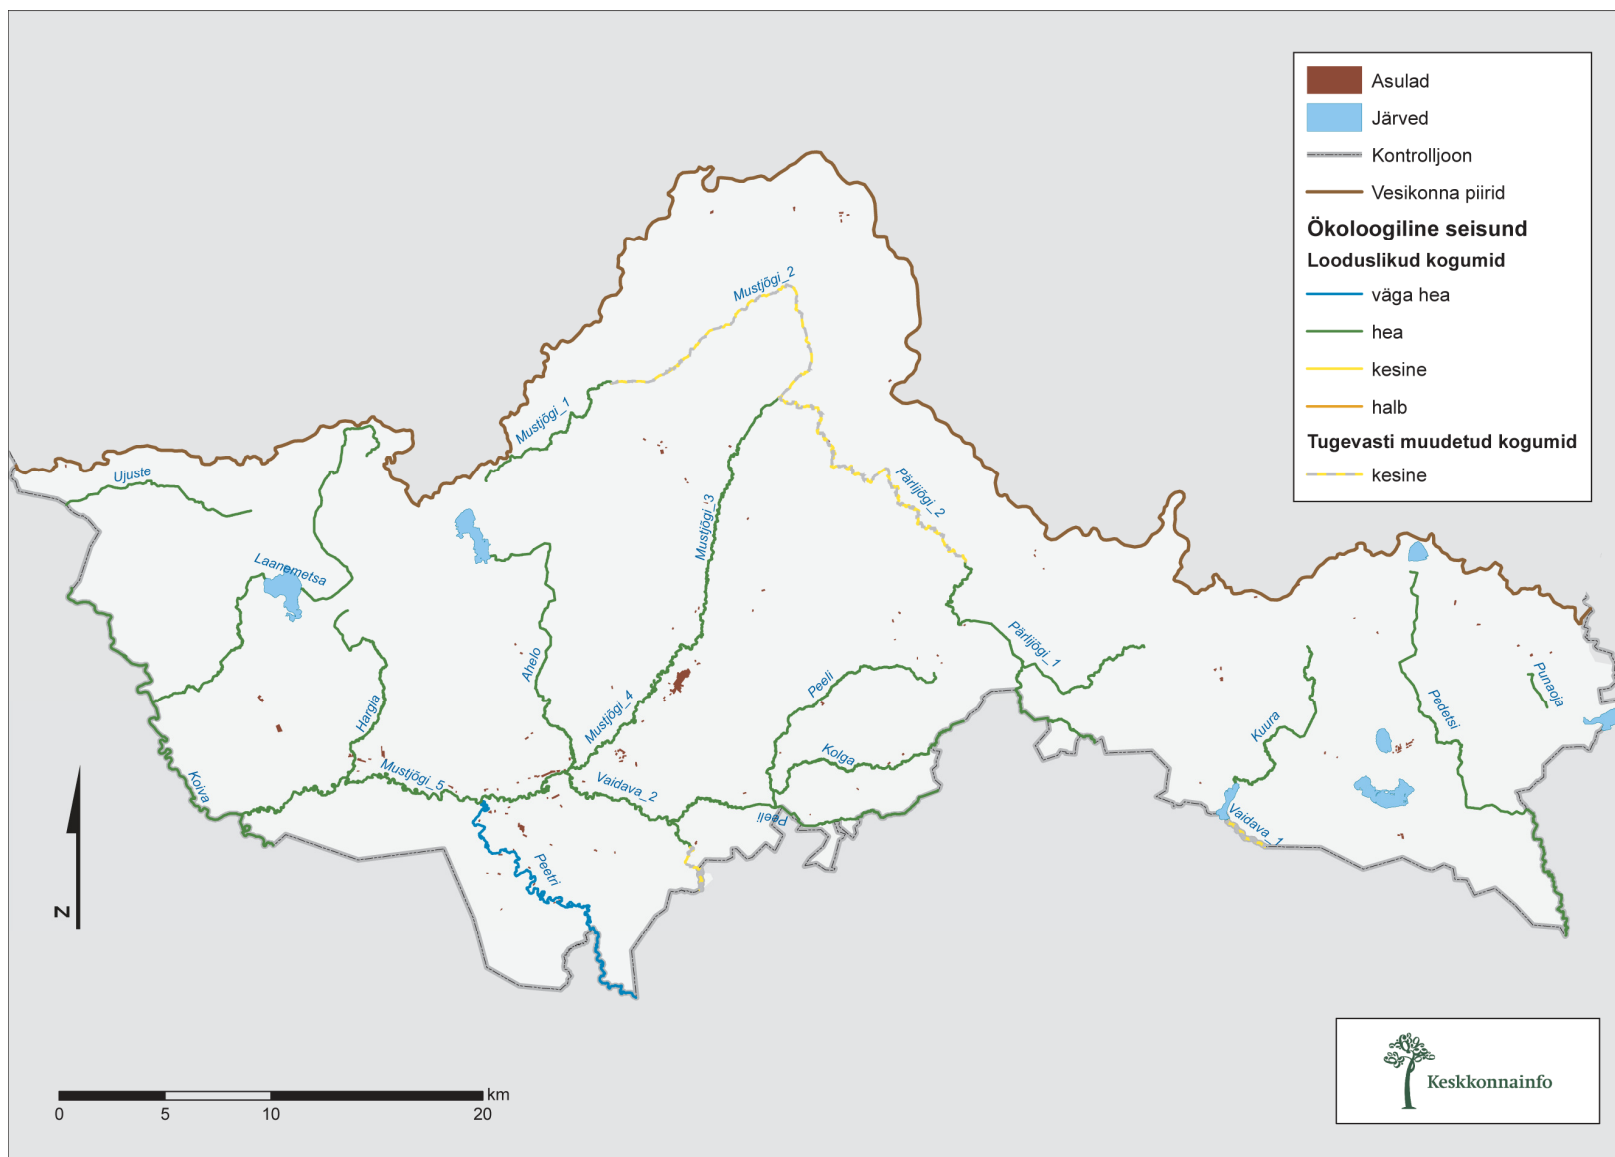 Asulad
Järved
Kontrolljoon
Vesikonna piirid
Ökoloogiline seisund
Looduslikud kogumid
väga hea
hea
kesine
halb
Tugevasti muudetud kogumid
kesine
Mustjõgi_2
Mustjõgi_1
Ujuste
Pärlijõgi_2
Mustjõgi_3
Laanemetsa
Pärlijõgi_1
Ahelo
Peeli
Punaoja
Hargla
Mustjõgi_4
Kuura
Pedetsi
Kolga
Koiva
Mustjõgi_5
Vaidava_2
Peeli
Vaidava_1
Peetri
N
km
0 5 10 20
Keskkonnainfo